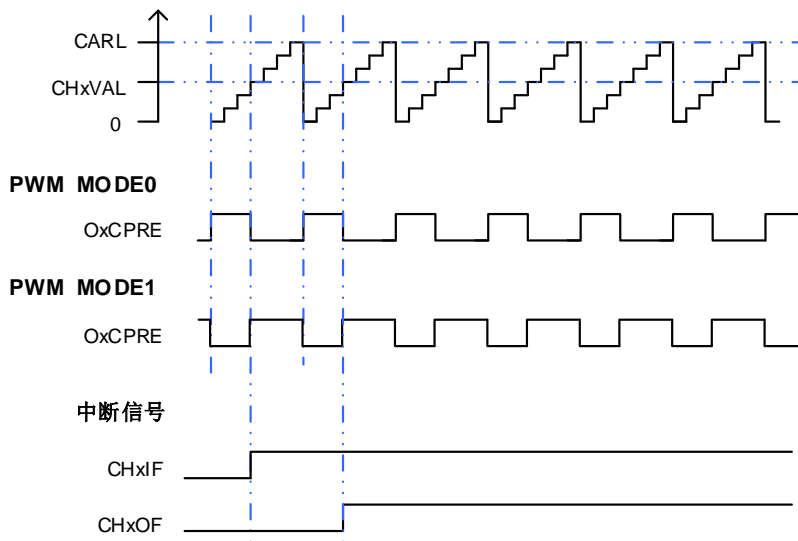 CARL
CHxVAL
0
PWM MODE0
OxCPRE
PWM MODE1
OxCPRE
中断信号
CHxIF
CHxOF